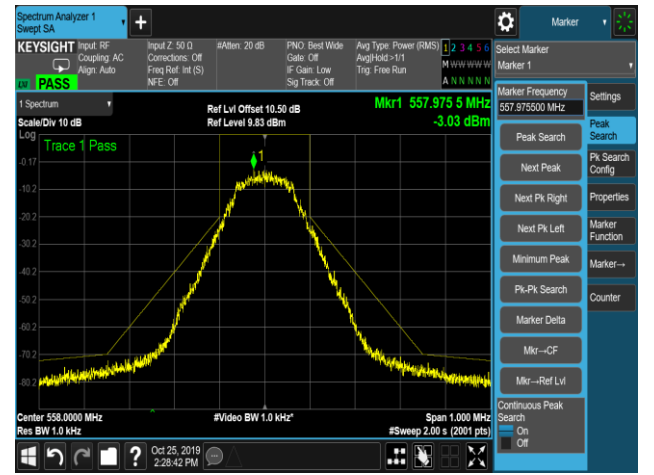 Spectrum Analyzer 1
Swept SA
Marker
KEYSIGHT
Input: RF
Coupling: AC
Align: Auto
PASS
Input Z: 50 Ω
Corrections: Off
Freq Ref: Int (S)
NFE: Off
#Atten: 20 dB
PNO: Best Wide
Gate: Off
IF Gain: Low
Sig Track: Off
Avg Type: Power (RMS)
Avg|Hold:>1/1
Trig: Free Run
1 2 3 4 5 6
M W W W W W
A N N N N N
Select Marker
Marker 1
1 Spectrum
Scale/Div 10 dB
Log
Ref Lvl Offset 10.50 dB
Ref Level 9.83 dBm
Mkr1 557.975 5 MHz
-3.03 dBm
Trace 1 Pass
1
-0.17
-10.2
-20.2
-30.2
-40.2
-50.2
-60.2
-70.2
-80.2
Center 558.0000 MHz
Res BW 1.0 kHz
#Video BW 1.0 kHz*
Span 1.000 MHz
#Sweep 2.00 s (2001 pts)
Marker Frequency
557.975500 MHz
Peak Search
Next Peak
Next Pk Right
Next Pk Left
Minimum Peak
Pk-Pk Search
Marker Delta
Mkr→CF
Mkr→Ref Lvl
Continuous Peak
Search
On
Off
Settings
Peak
Search
Pk Search
Config
Properties
Marker
Function
Marker→
Counter
?
Oct 25, 2019
2:28:42 PM